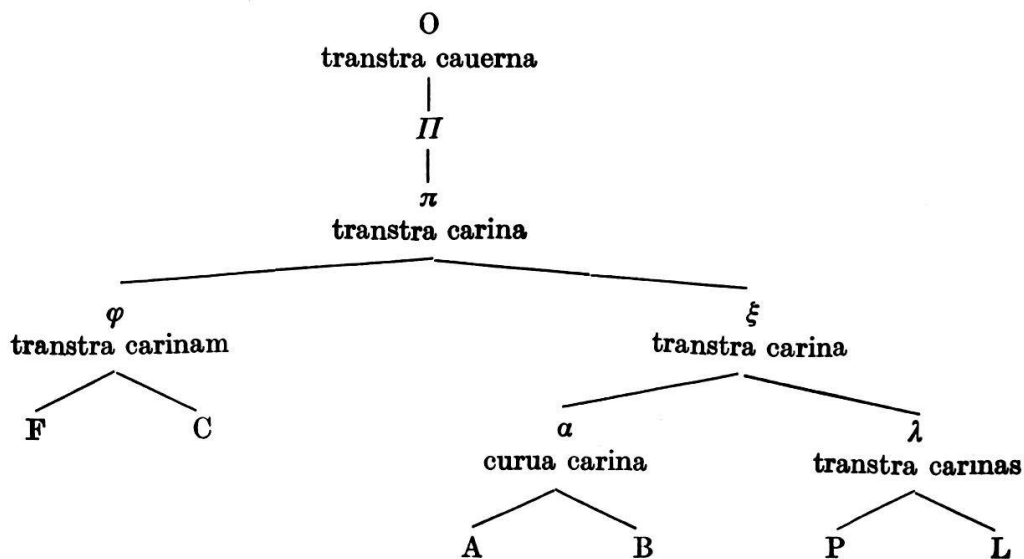 O
transtra cauerna
Π
π
transtra carina
φ ξ
transtra carinam transtra carina
F C α λ
curua carina transtra carinas
A B P L